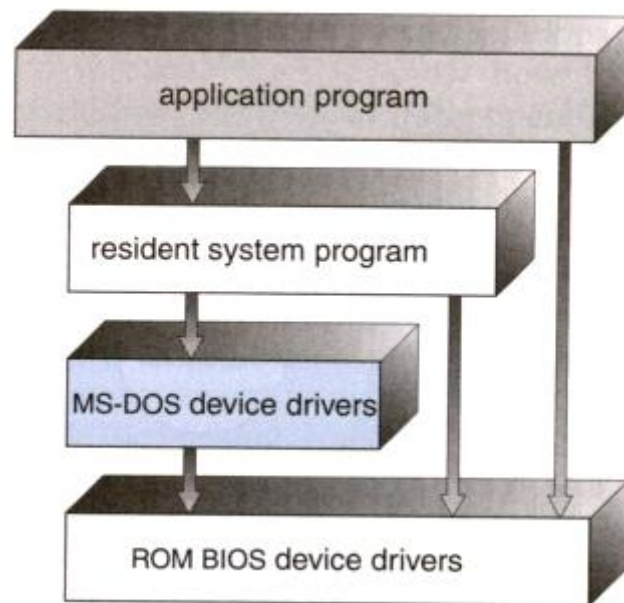 application program
resident system program
MS-DOS device drivers
ROM BIOS device drivers